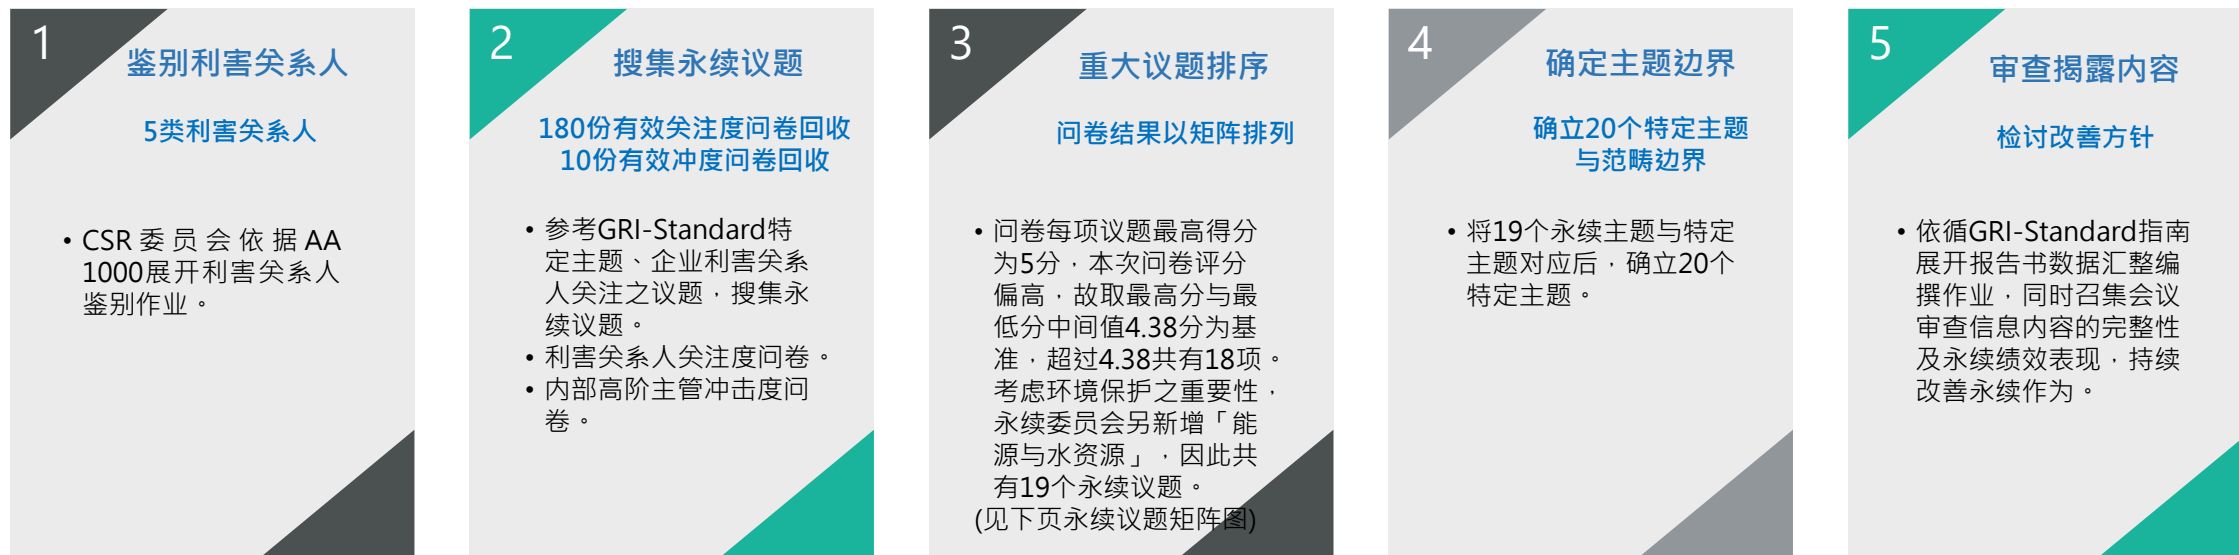 1
鉴别利害关系人
5类利害关系人
• CSR 委 员 会 依 据 AA
1000展开利害关系人
鉴别作业。
2
搜集永续议题
180份有效关注度问卷回收
10份有效冲度问卷回收
• 参考GRI-Standard特
定主题、企业利害关系
人关注之议题，搜集永
续议题。
• 利害关系人关注度问卷。
• 内部高阶主管冲击度问
卷。
3
重大议题排序
问卷结果以矩阵排列
• 问卷每项议题最高得分
为5分，本次问卷评分
偏高，故取最高分与最
低分中间值4.38分为基
准，超过4.38共有18项。
考虑环境保护之重要性，
永续委员会另新增「能
源与水资源」，因此共
有19个永续议题。
(见下页永续议题矩阵图)
4
确定主题边界
确立20个特定主题
与范畴边界
• 将19个永续主题与特定
主题对应后，确立20个
特定主题。
5
审查揭露内容
检讨改善方针
• 依循GRI-Standard指南
展开报告书数据汇整编
撰作业，同时召集会议
审查信息内容的完整性
及永续绩效表现，持续
改善永续作为。